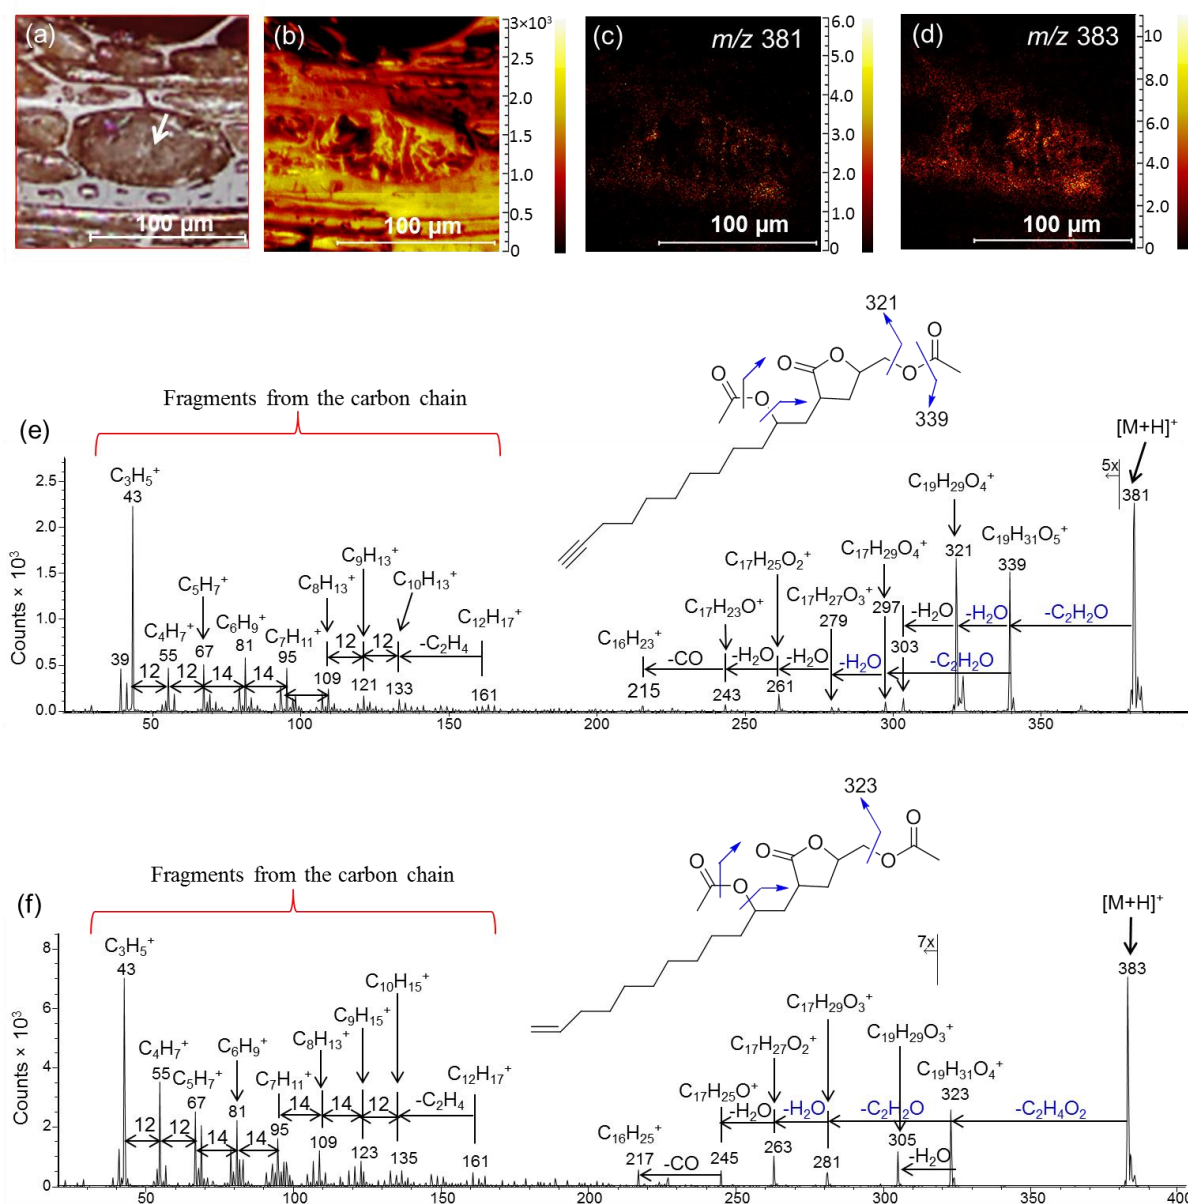 (a)
(b)
(c)
m/z 381
(d)
m/z 383
100 µm
100 µm
100 µm
100 µm
3×10³
2.5
2.0
1.5
1.0
0.5
0
6.0
5.0
4.0
3.0
2.0
1.0
0
10
8.0
6.0
4.0
2.0
0
(e)
Fragments from the carbon chain
321
339
O
O
O
O
O
O
[M+H]⁺
5x
381
Counts × 10³
2.5
2.0
1.5
1.0
0.5
0.0
C₃H₅⁺
43
C₉H₁₃⁺
C₅H₇⁺
C₈H₁₃⁺
C₁₀H₁₃⁺
67
C₆H₉⁺
C₄H₇⁺
81
C₇H₁₁⁺
C₁₂H₁₇⁺
39
55
95
12
12
14
14
12
12
-C₂H₄
109
121
133
161
C₁₉H₂₉O₄⁺
C₁₇H₂₉O₄⁺
321
C₁₉H₃₁O₅⁺
339
C₁₇H₂₅O₂⁺
C₁₇H₂₇O₃⁺
297
279
C₁₇H₂₃O⁺
C₁₆H₂₃⁺
-H₂O
-H₂O
-C₂H₂O
303
-CO
-H₂O
-H₂O
-H₂O
-C₂H₂O
215
243
261
50
100
150
200
250
300
350
(f)
Fragments from the carbon chain
323
O
O
O
O
O
O
[M+H]⁺
7x
383
Counts × 10³
8
6
4
2
0
C₃H₅⁺
43
C₁₀H₁₅⁺
C₉H₁₅⁺
C₈H₁₃⁺
C₄H₇⁺
C₆H₉⁺
55
C₅H₇⁺
C₇H₁₁⁺
C₁₂H₁₇⁺
67
81
95
14
14
12
-C₂H₄
12
12
14
14
109
123
135
161
C₁₇H₂₉O₃⁺
C₁₇H₂₇O₂⁺
C₁₉H₂₉O₃⁺
C₁₉H₃₁O₄⁺
323
C₁₇H₂₅O⁺
C₁₆H₂₅⁺
-H₂O
-H₂O
-C₂H₂O
-C₂H₄O₂
-CO
-H₂O
217
245
263
281
305
50
100
150
200
250
300
350
400